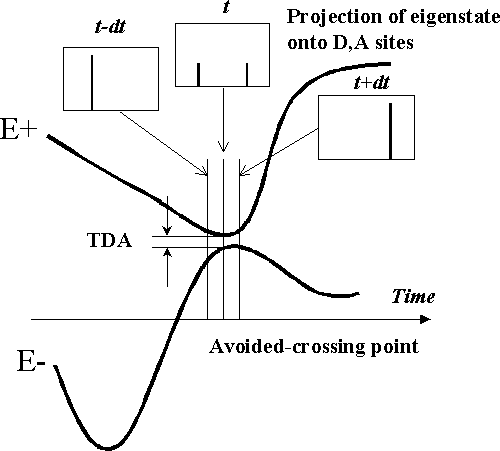 t
Projection of eigenstate
onto D,A sites
t-dt
t+dt
E+
TDA
Time
Avoided-crossing point
E-